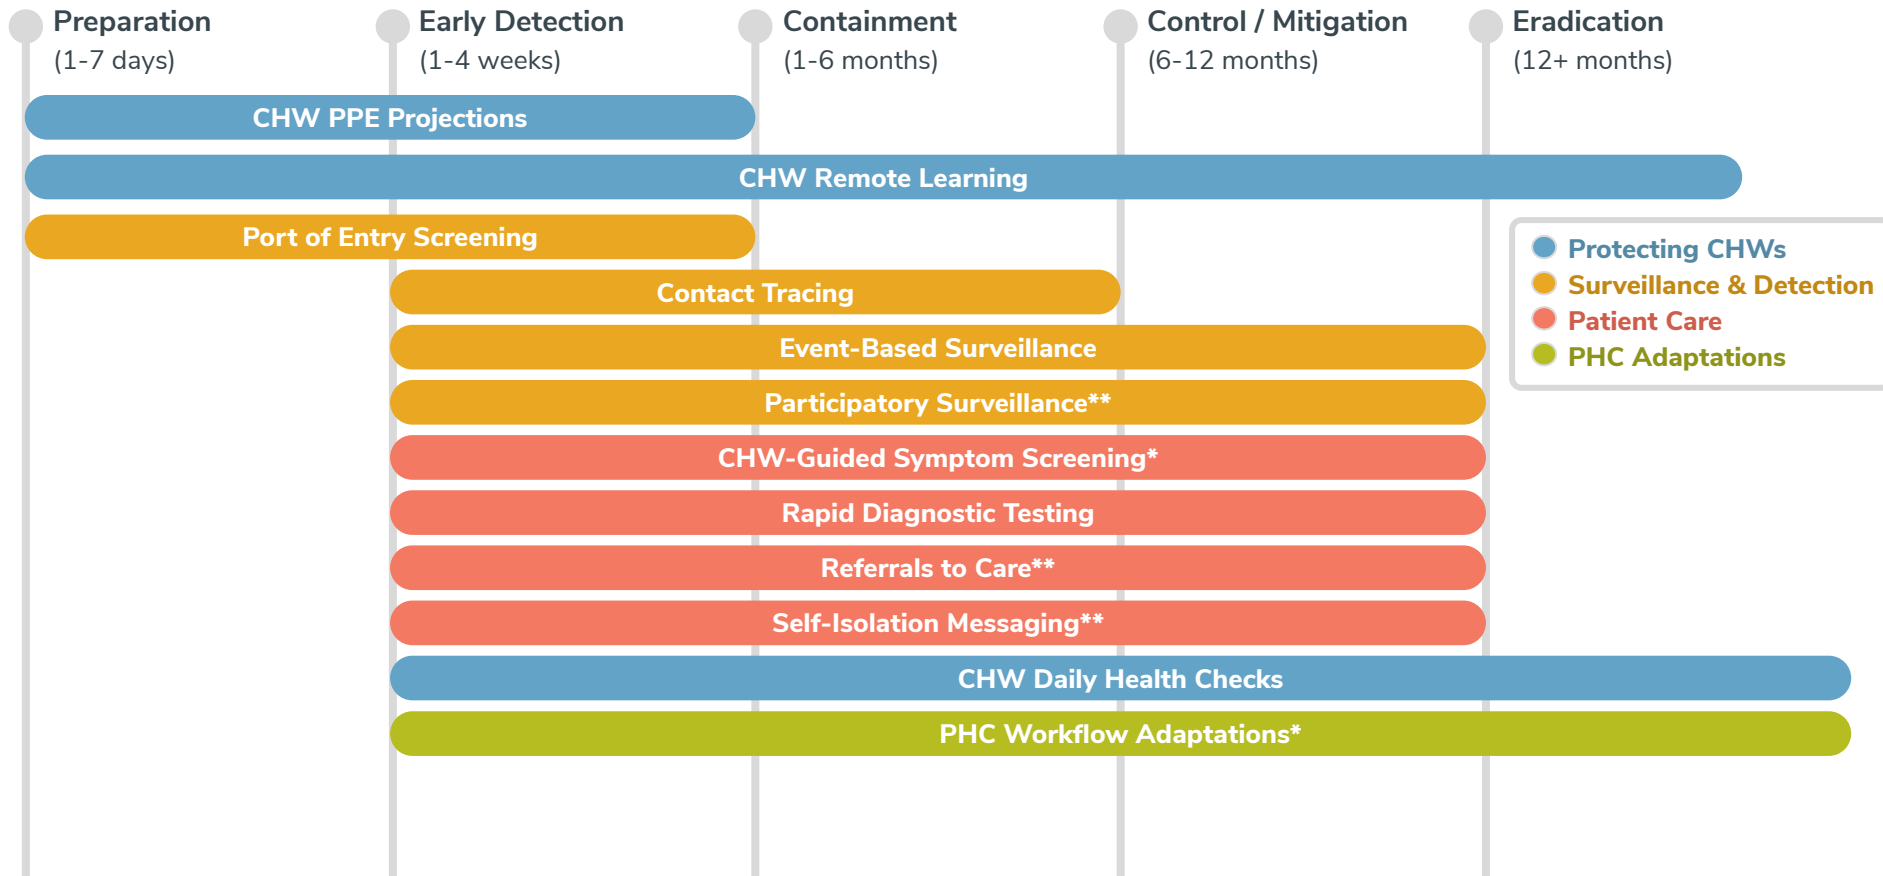 Preparation
(1-7 days)
Early Detection
(1-4 weeks)
Containment
(1-6 months)
Control / Mitigation
(6-12 months)
Eradication
(12+ months)
CHW PPE Projections
CHW Remote Learning
Port of Entry Screening
Contact Tracing
Event-Based Surveillance
Participatory Surveillance**
CHW-Guided Symptom Screening*
Rapid Diagnostic Testing
Referrals to Care**
Self-Isolation Messaging**
CHW Daily Health Checks
PHC Workflow Adaptations*
Protecting CHWs
Surveillance & Detection
Patient Care
PHC Adaptations